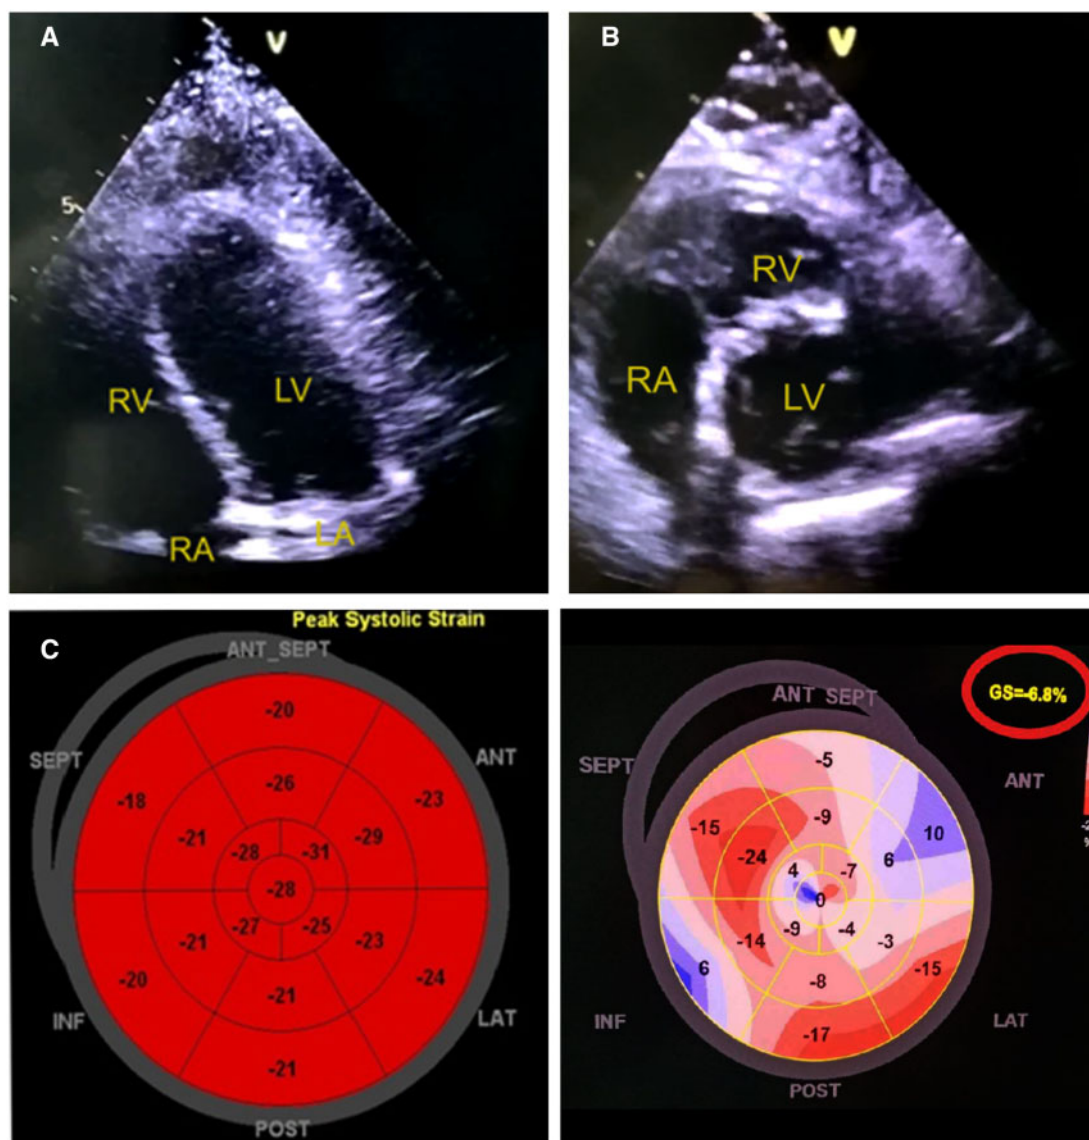 A
V
5
RV
LV
RA
LA
B
V
RV
RA
LV
C
Peak Systolic Strain
ANT_SEPT
SEPT
ANT
INF
LAT
POST
-20
-18
-26
-23
-21
-29
-28
-31
-28
-27
-25
-21
-23
-20
-21
-24
-21
GS=-6.8%
ANT SEPT
SEPT
ANT
INF
LAT
POST
-5
-15
-9
10
-24
6
4
-7
0
-9
-4
-14
-3
6
-8
-15
-17
-2
%